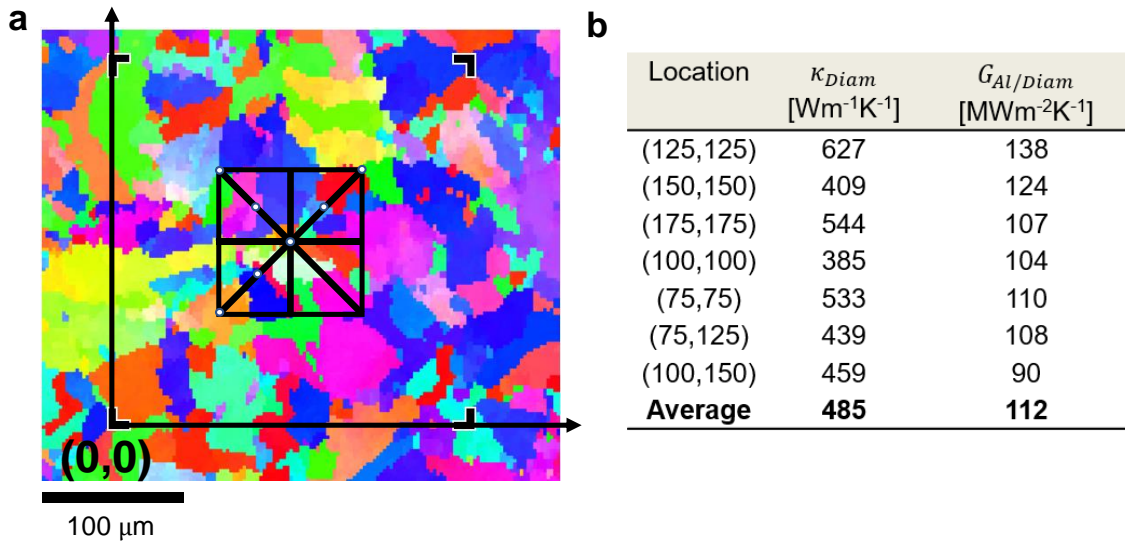 a
(0,0)
100 μm
b
Location κ_Diam G_Al/Diam
[Wm⁻¹K⁻¹] [MWm⁻²K⁻¹]
(125,125) 627 138
(150,150) 409 124
(175,175) 544 107
(100,100) 385 104
(75,75) 533 110
(75,125) 439 108
(100,150) 459 90
Average 485 112